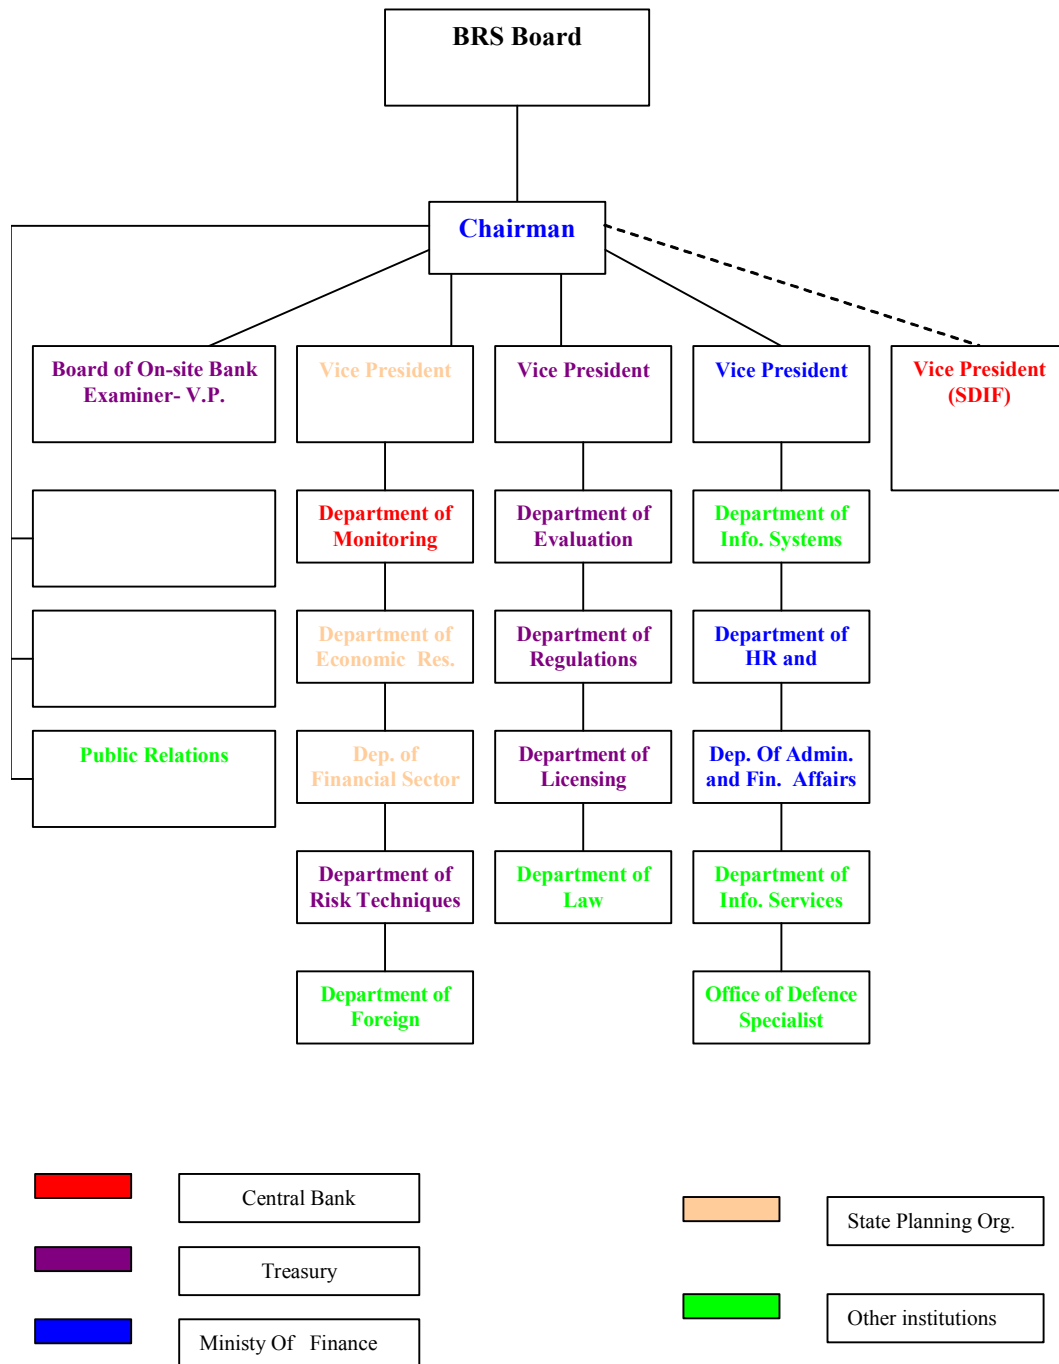 BRS Board
Chairman
Board of On-site Bank
Examiner- V.P.
Vice President
Vice President
Vice President
Vice President
(SDIF)
Department of
Monitoring
Department of
Evaluation
Department of
Info. Systems
Department of
Economic Res.
Department of
Regulations
Department of
HR and
Public Relations
Dep. of
Financial Sector
Department of
Licensing
Dep. Of Admin.
and Fin. Affairs
Department of
Risk Techniques
Department of
Law
Department of
Info. Services
Department of
Foreign
Office of Defence
Specialist
Central Bank
State Planning Org.
Treasury
Other institutions
Ministy Of Finance